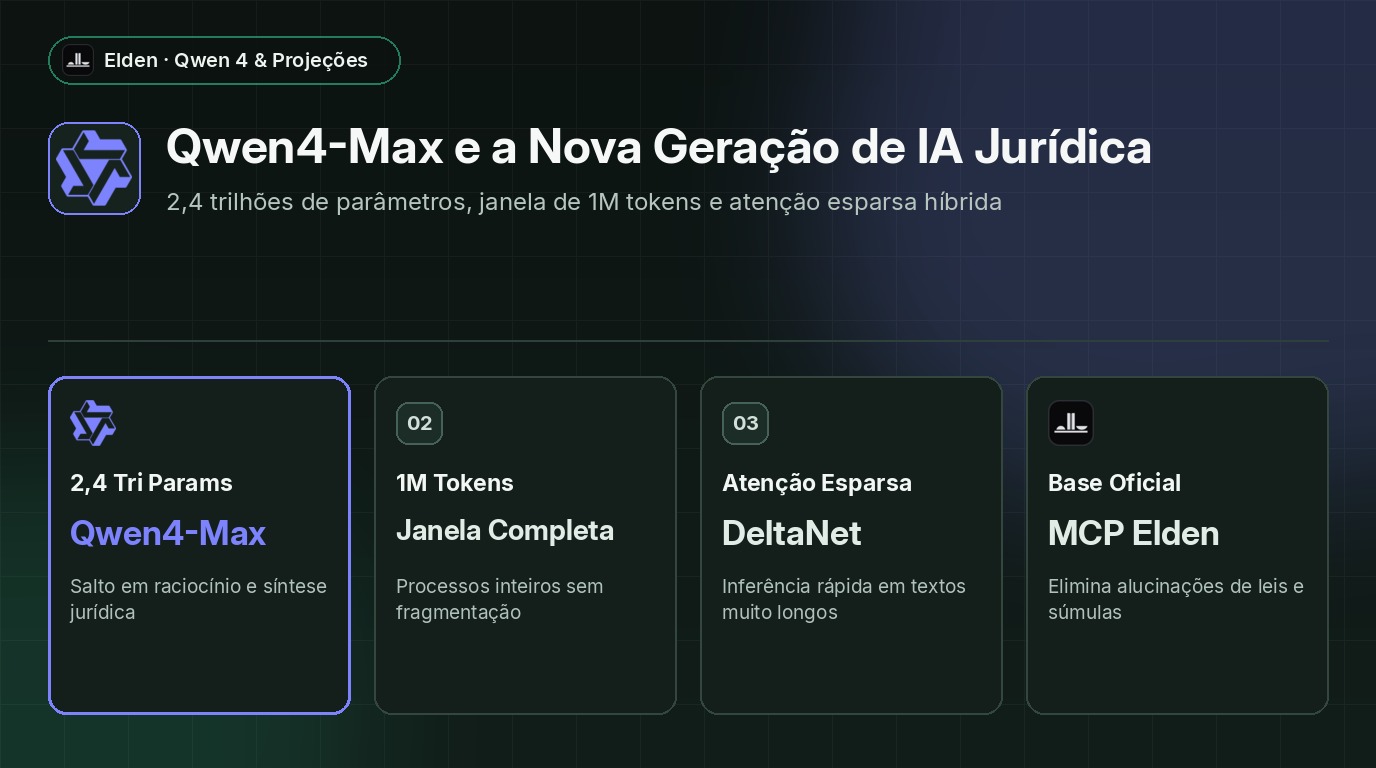 Elden · Qwen 4 & Projeções
Qwen4-Max e a Nova Geração de IA Jurídica
2,4 trilhões de parâmetros, janela de 1M tokens e atenção esparsa híbrida
2,4 Tri Params
Qwen4-Max
Salto em raciocínio e síntese
jurídica
02
1M Tokens
Janela Completa
Processos inteiros sem
fragmentação
03
Atenção Esparsa
DeltaNet
Inferência rápida em textos
muito longos
Base Oficial
MCP Elden
Elimina alucinações de leis e
súmulas